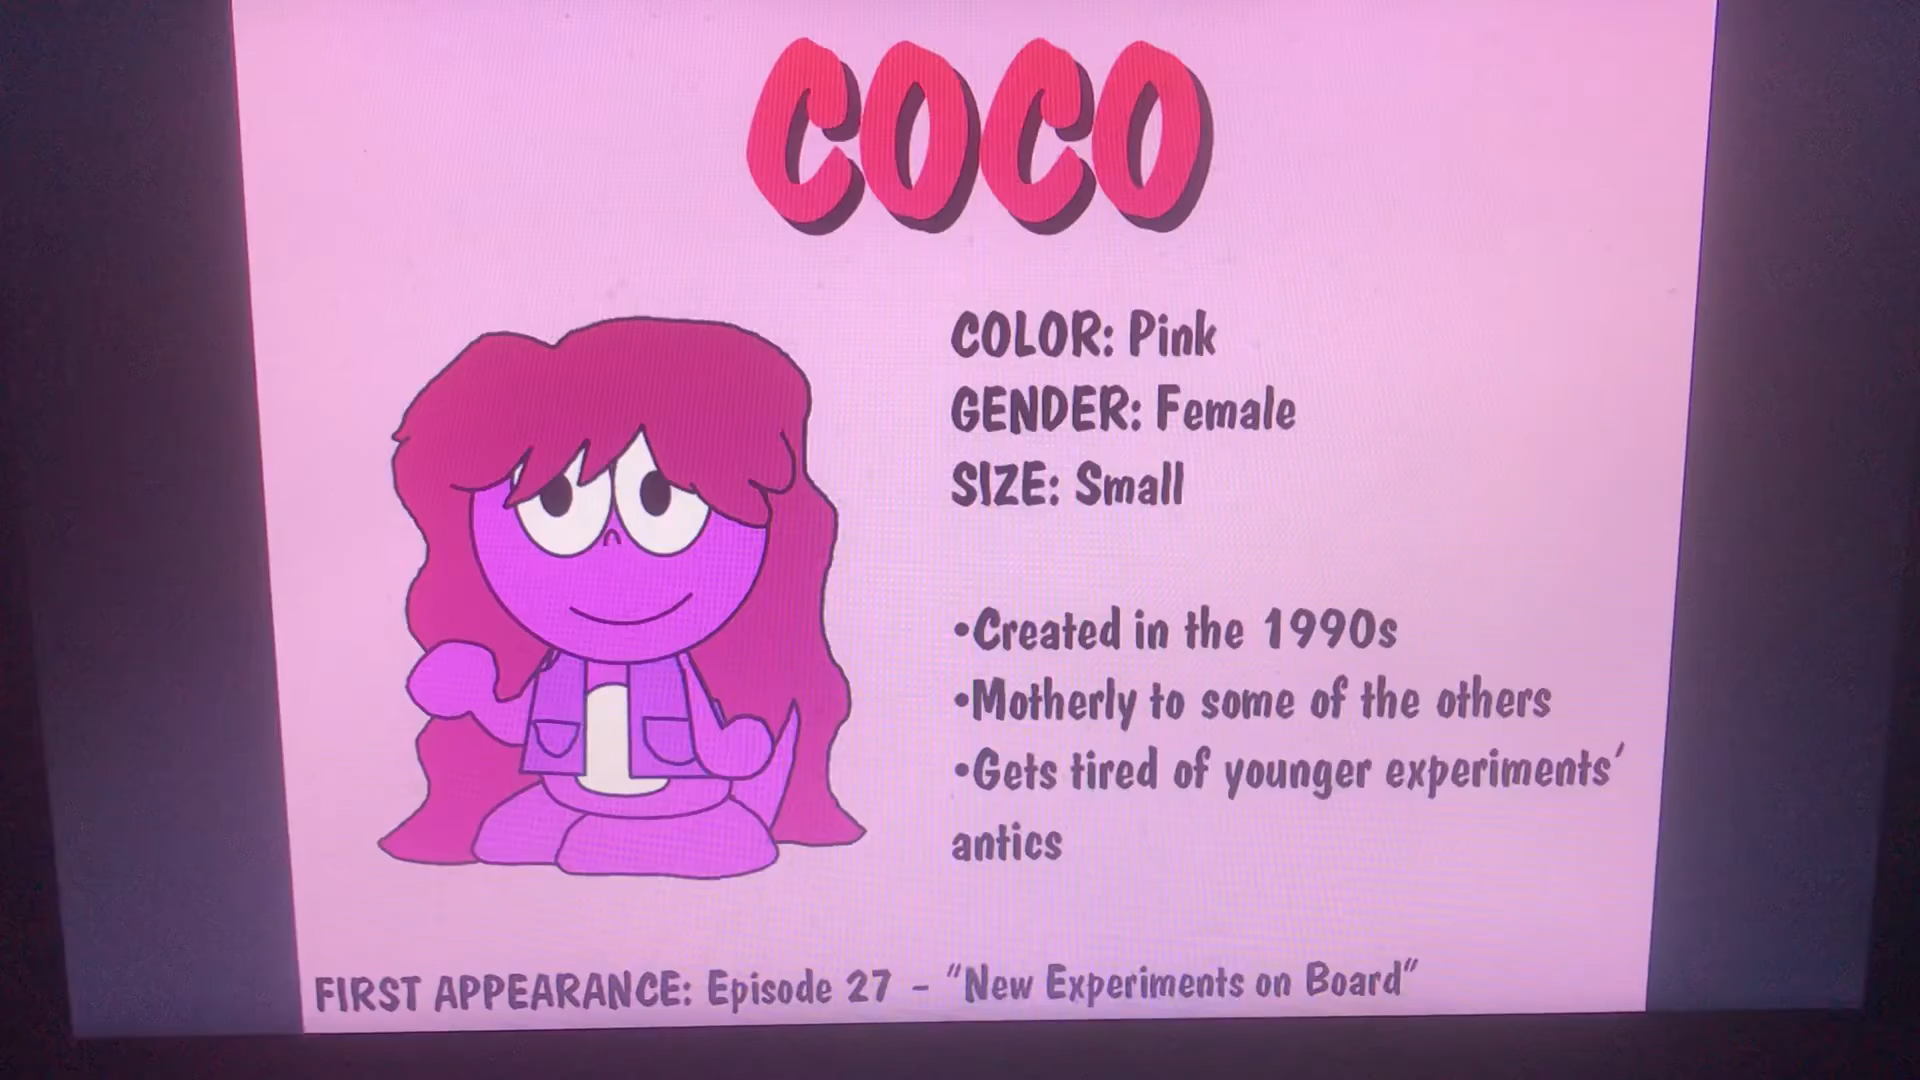 COCO
COLOR: Pink
GENDER: Female
SIZE: Small
•Created in the 1990s
•Motherly to some of the others
•Gets tired of younger experiments'
antics
FIRST APPEARANCE: Episode 27 - "New Experiments on Board"